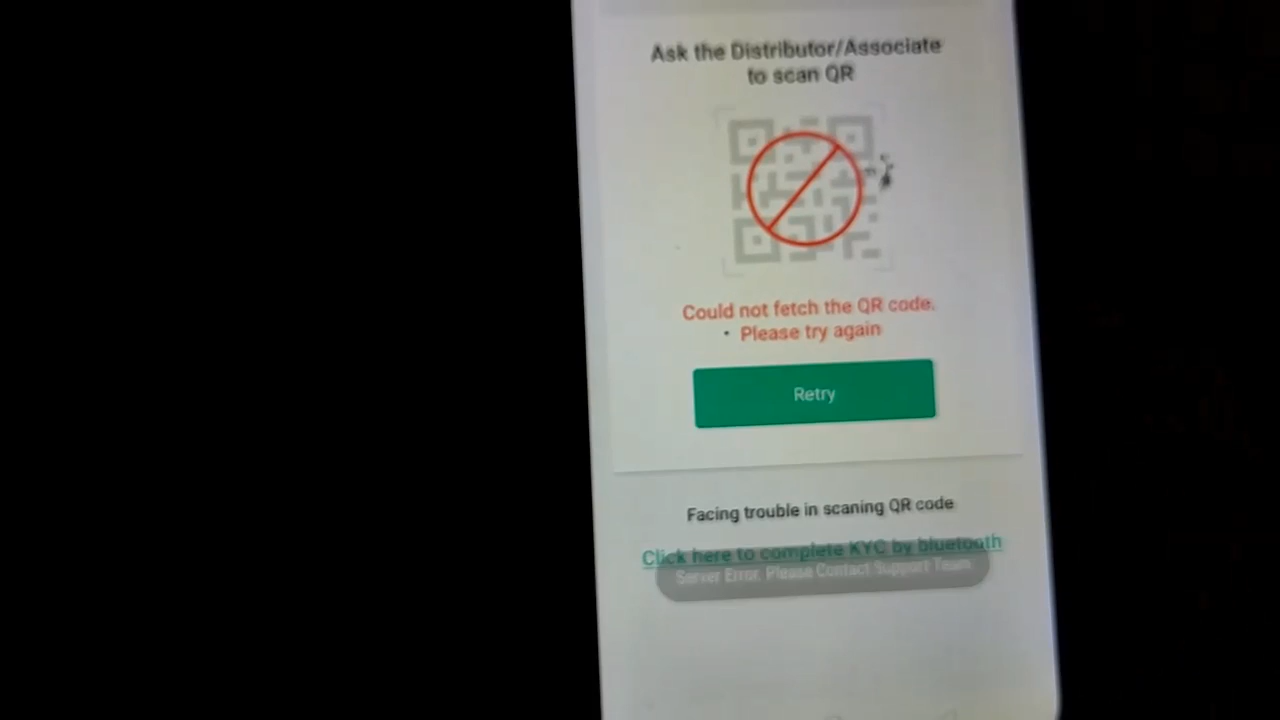 Ask the Distributor/Associate
to scan QR
Could not fetch the QR code.
Please try again
Retry
Facing trouble in scaning QR code
Click here to complete KYC by bluetooth
Server Error. Please Contact Support Team